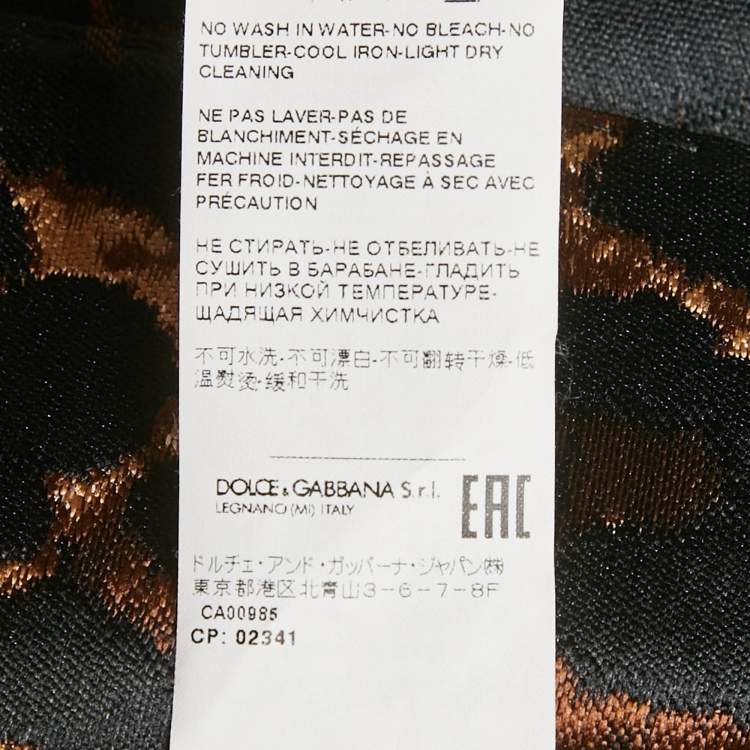 NO WASH IN WATER-NO BLEACH-NO
TUMBLER-COOL IRON-LIGHT DRY
CLEANING
NE PAS LAVER-PAS DE
BLANCHIMENT-SÉCHAGE EN
MACHINE INTERDIT-REPASSAGE
FER FROID-NETTOYAGE À SEC AVEC
PRÉCAUTION
НЕ СТИРАТЬ-НЕ ОТБЕЛИВАТЬ-НЕ
СУШИТЬ В БАРАБАНЕ-ГЛАДИТЬ
ПРИ НИЗКОЙ ТЕМПЕРАТУРЕ-
ЩАДЯЩАЯ ХИМЧИСТКА
不可水洗-不可漂白-不可翻转干燥-低
温熨烫-缓和干洗
DOLCE & GABBANA S.r.l.
LEGNANO (MI) ITALY
EAC
ドルチェ・アンド・ガッバーナ・ジャパン㈱
東京都港区北青山3-6-7-8F
CA00985
CP: 02341